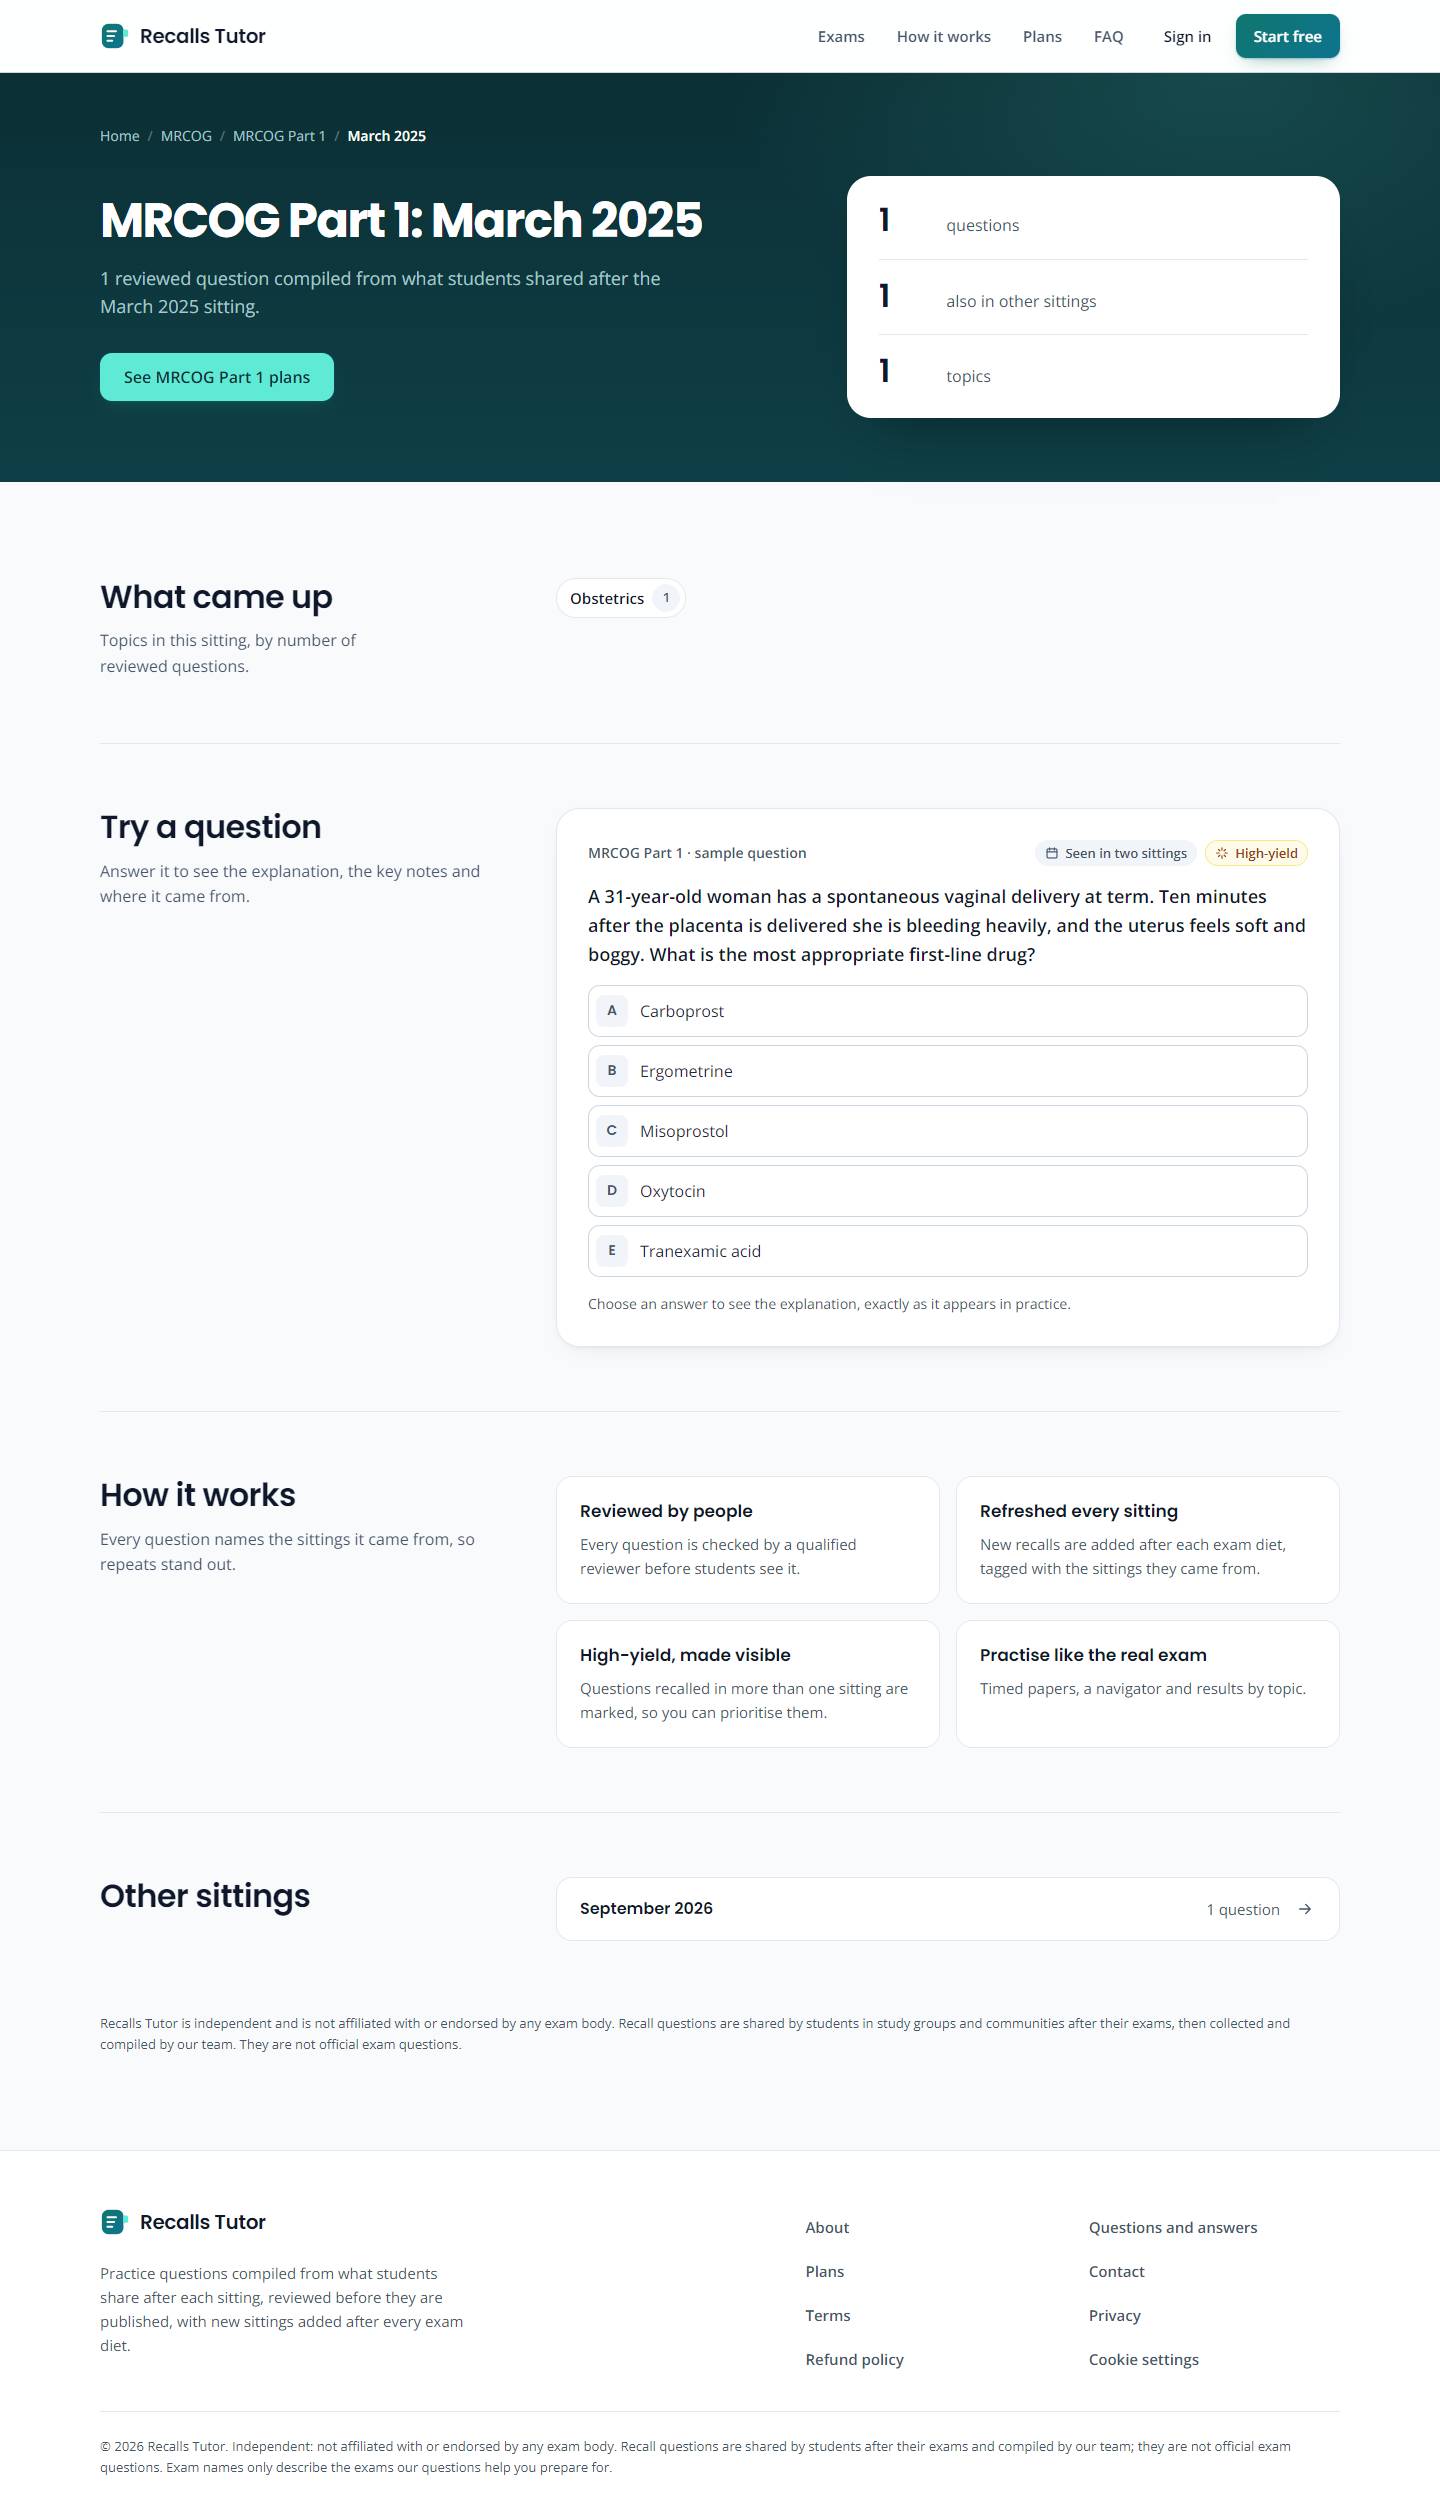 Recalls Tutor
Exams
How it works
Plans
FAQ
Sign in
Start free
Home / MRCOG / MRCOG Part 1 / March 2025
MRCOG Part 1: March 2025
1 reviewed question compiled from what students shared after the
March 2025 sitting.
See MRCOG Part 1 plans
1 questions
1 also in other sittings
1 topics
What came up
Topics in this sitting, by number of
reviewed questions.
Obstetrics 1
Try a question
Answer it to see the explanation, the key notes and
where it came from.
MRCOG Part 1 · sample question
Seen in two sittings
High-yield
A 31-year-old woman has a spontaneous vaginal delivery at term. Ten minutes
after the placenta is delivered she is bleeding heavily, and the uterus feels soft and
boggy. What is the most appropriate first-line drug?
A Carboprost
B Ergometrine
C Misoprostol
D Oxytocin
E Tranexamic acid
Choose an answer to see the explanation, exactly as it appears in practice.
How it works
Every question names the sittings it came from, so
repeats stand out.
Reviewed by people
Every question is checked by a qualified
reviewer before students see it.
Refreshed every sitting
New recalls are added after each exam diet,
tagged with the sittings they came from.
High-yield, made visible
Questions recalled in more than one sitting are
marked, so you can prioritise them.
Practise like the real exam
Timed papers, a navigator and results by topic.
Other sittings
September 2026
1 question →
Recalls Tutor is independent and is not affiliated with or endorsed by any exam body. Recall questions are shared by students in study groups and communities after their exams, then collected and
compiled by our team. They are not official exam questions.
Recalls Tutor
Practice questions compiled from what students
share after each sitting, reviewed before they are
published, with new sittings added after every exam
diet.
About
Questions and answers
Plans
Contact
Terms
Privacy
Refund policy
Cookie settings
© 2026 Recalls Tutor. Independent: not affiliated with or endorsed by any exam body. Recall questions are shared by students after their exams and compiled by our team; they are not official exam
questions. Exam names only describe the exams our questions help you prepare for.